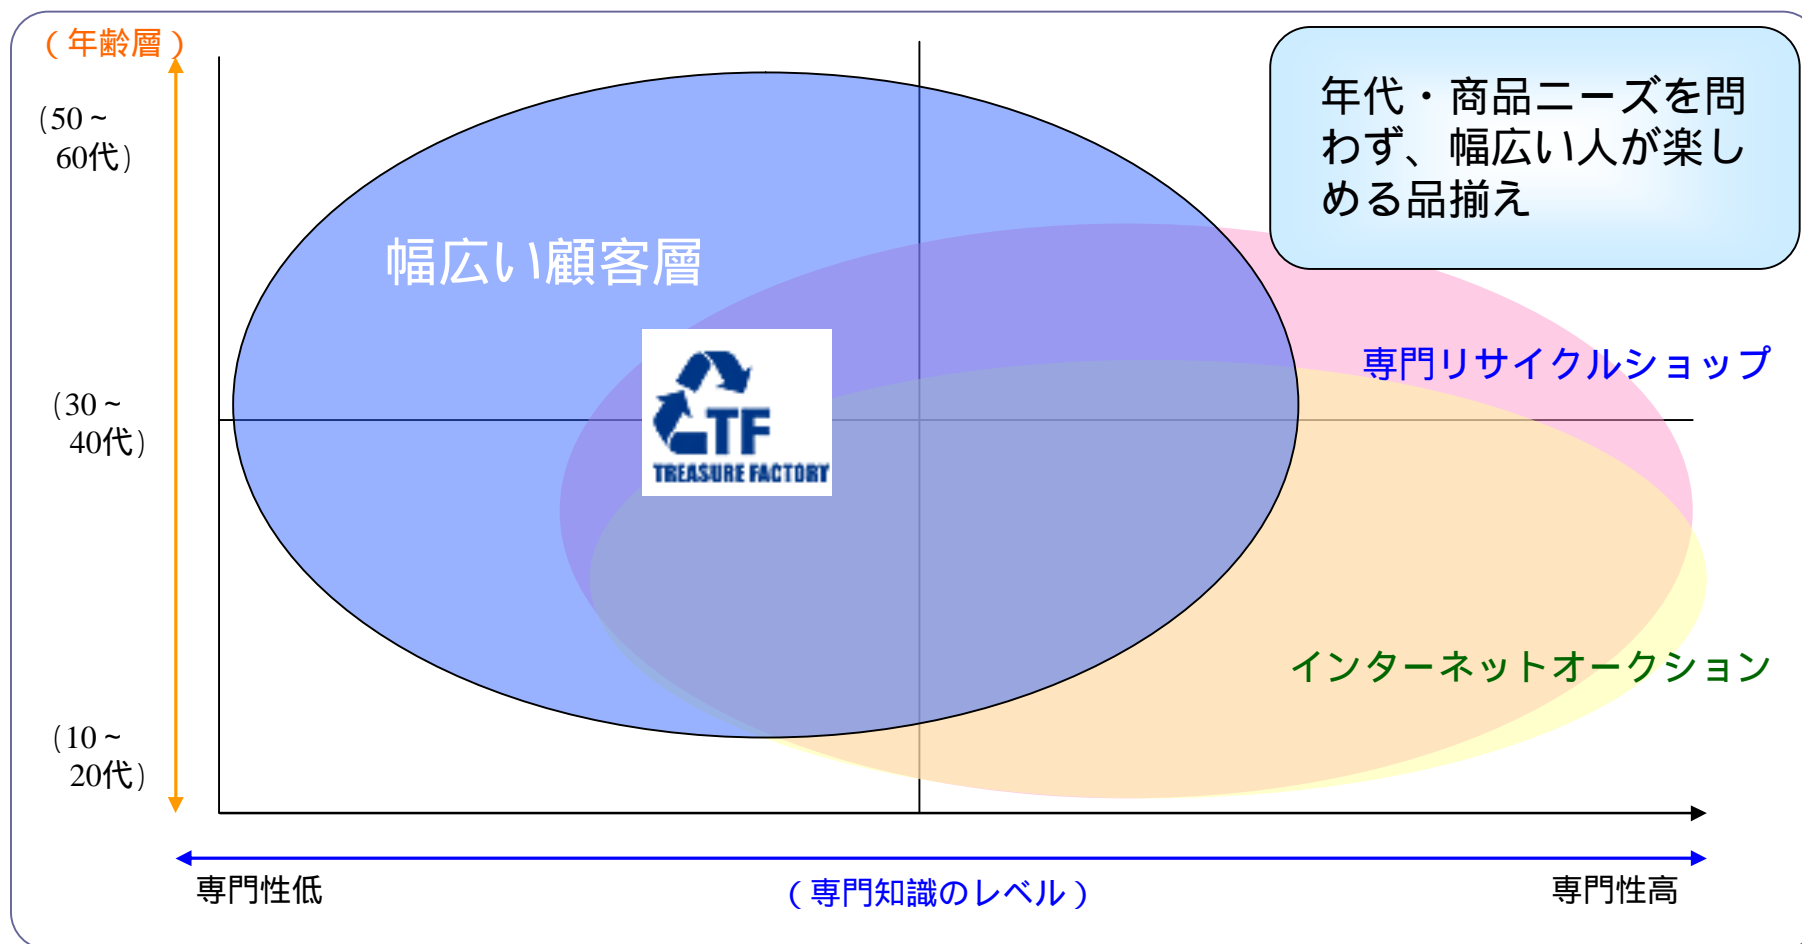 （年齢層）
年代・商品ニーズを問
わず、幅広い人が楽し
める品揃え
(50～
60代)
幅広い顧客層
専門リサイクルショップ
(30～
40代)
TF
TREASURE FACTORY
インターネットオークション
(10～
20代)
専門性低
（専門知識のレベル）
専門性高